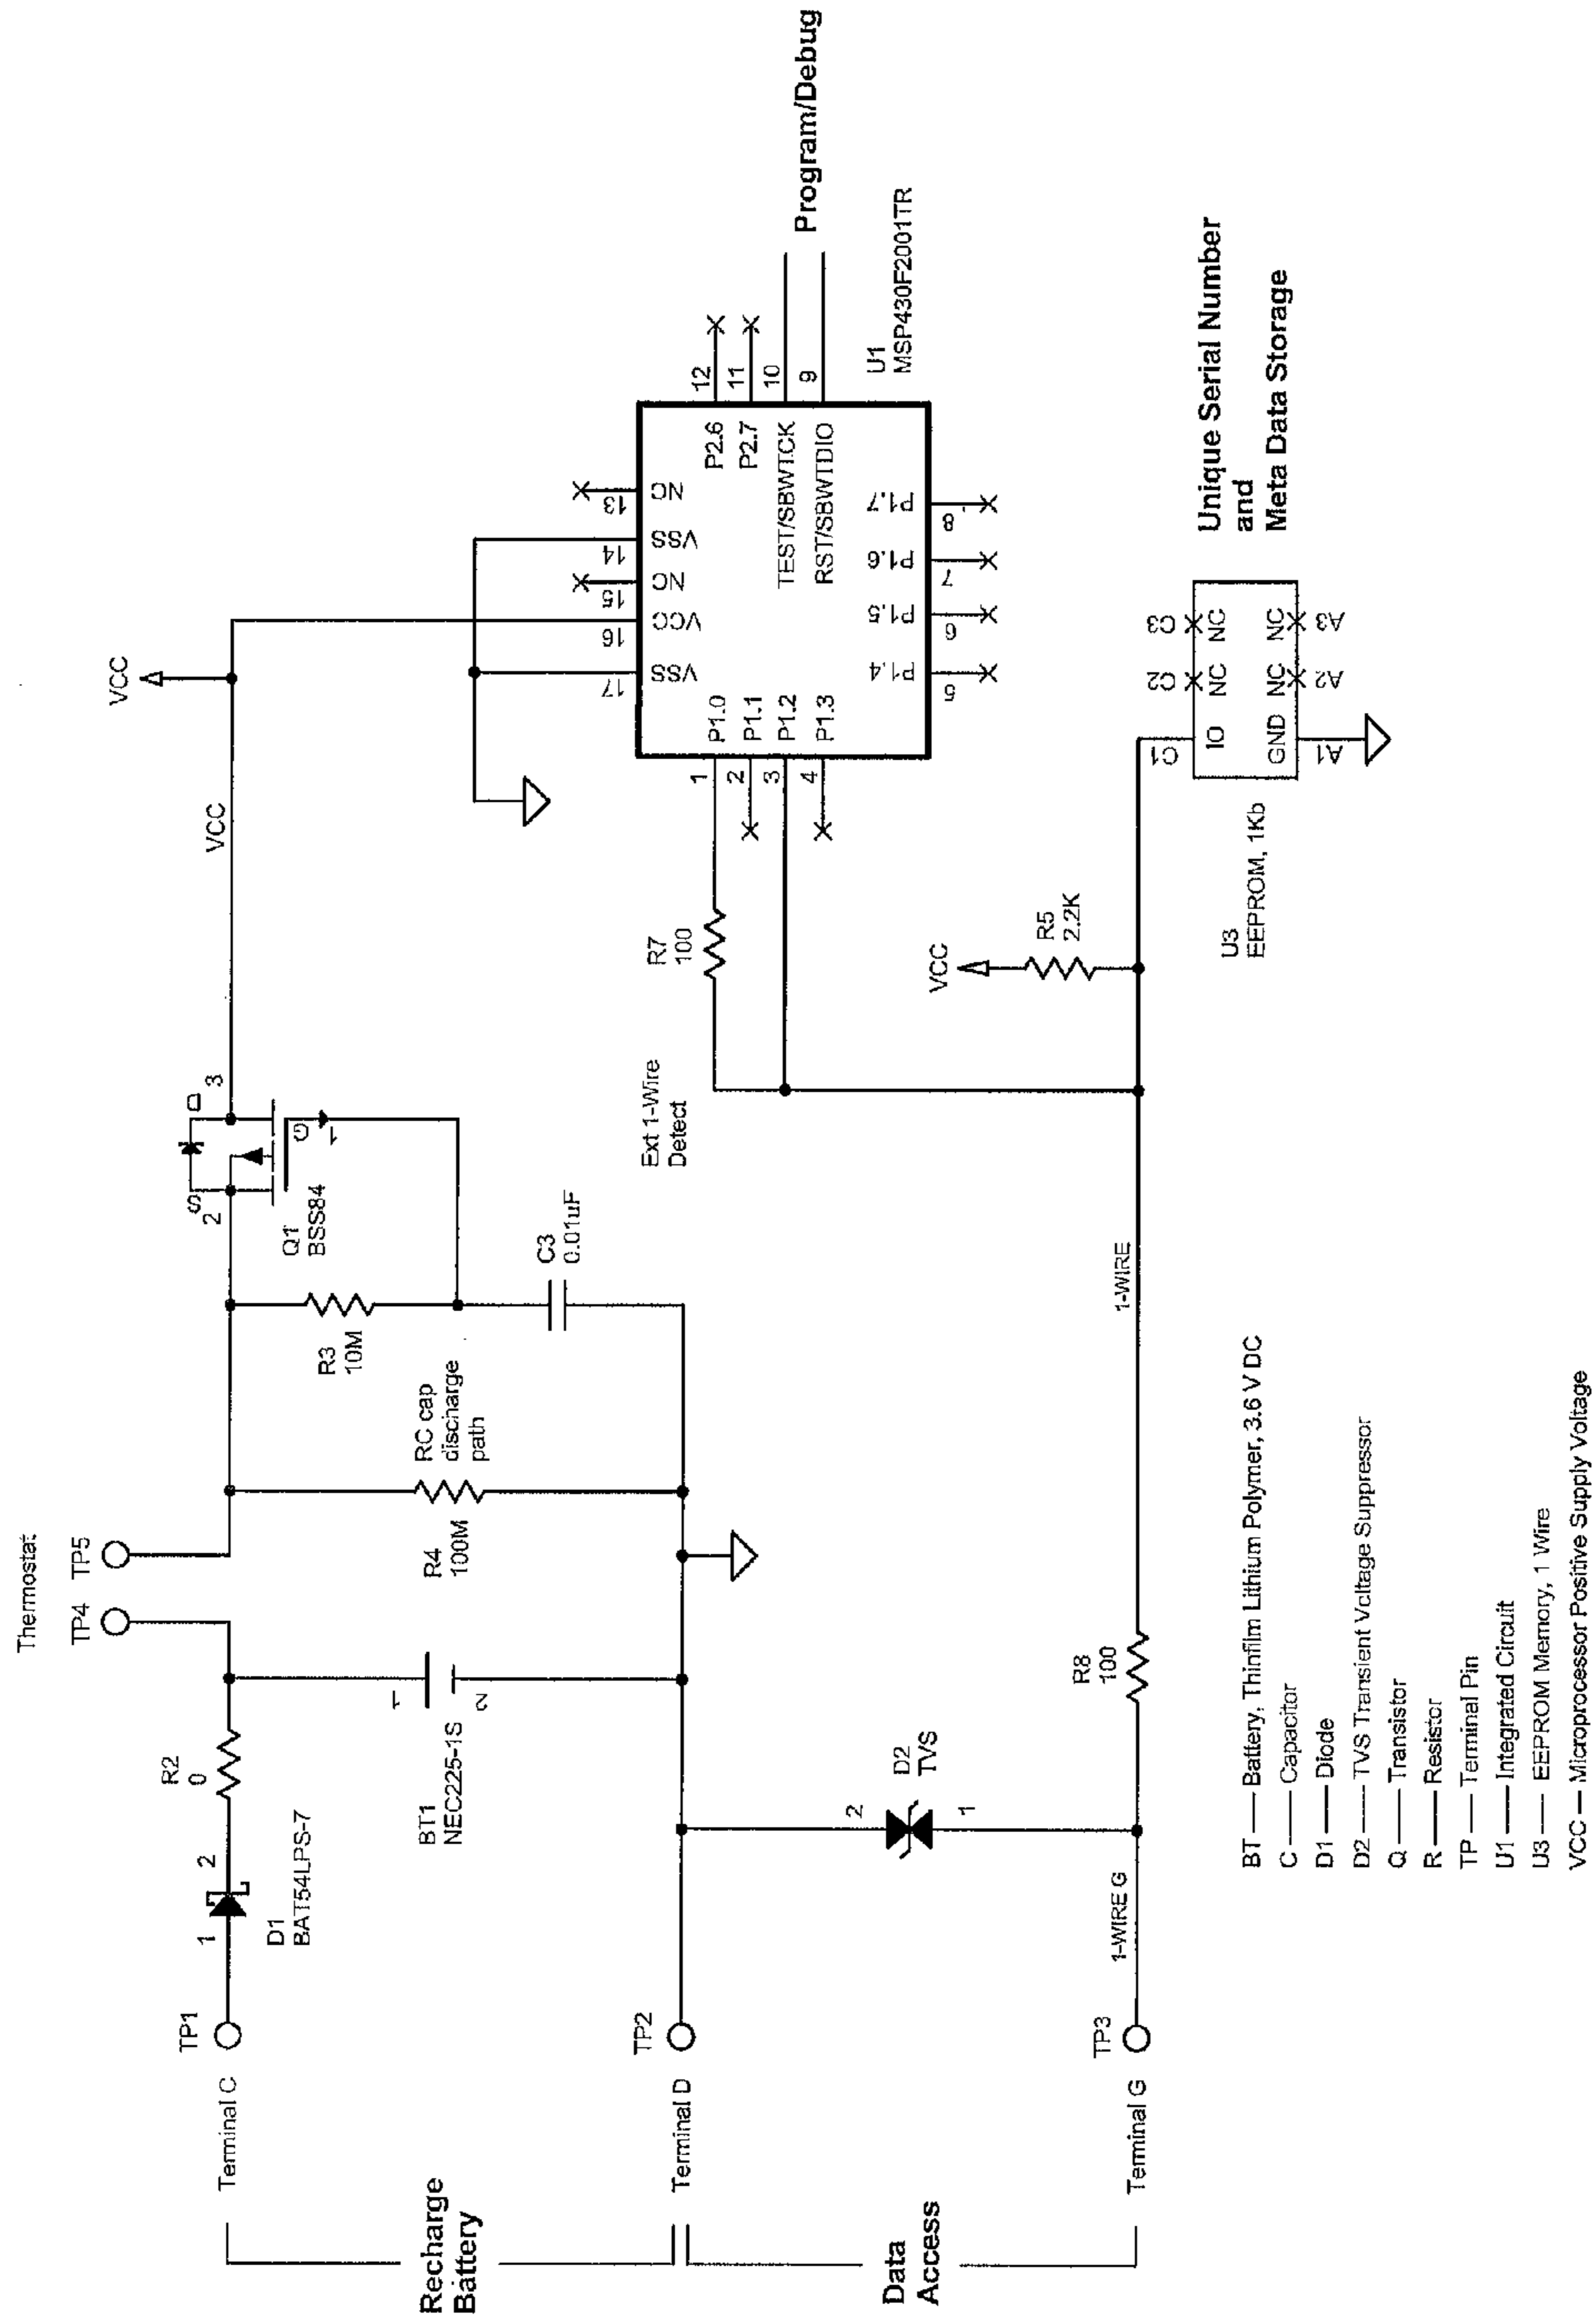 Thermostat
TP4
TP5
TP1
Terminal C
1
2
D1
BAT54LPS-7
R2
0
BT1
NEC225-1S
1
2
R4
100M
RC cap
discharge
path
R3
10M
C3
0.01uF
Q1
BSS84
S
2
D
3
G
1
VCC
VCC
Recharge
Battery
Terminal D
TP2
Data
Access
Terminal G
TP3
1-WIRE G
D2
TVS
2
1
R8
100
1-WIRE
Ext 1-Wire
Detect
R7
100
VCC
R5
2.2K
1
2
3
4
P1.0
P1.1
P1.2
P1.3
17
16
15
14
13
VSS
VCC
NC
VSS
NC
P2.6
P2.7
TEST/SBWTCK
RST/SBWTDIO
12
11
10
9
P1.4
P1.5
P1.6
P1.7
5
6
7
8
U1
MSP430F2001TR
Program/Debug
U3
EEPROM, 1Kb
C1
C2
C3
IO
NC
NC
GND
NC
NC
A1
A2
A3
Unique Serial Number
and
Meta Data Storage
BT — Battery, Thinfilm Lithium Polymer, 3.6 V DC
C — Capacitor
D1 — Diode
D2 — TVS Transient Voltage Suppressor
Q — Transistor
R — Resistor
TP — Terminal Pin
U1 — Integrated Circuit
U3 — EEPROM Memory, 1 Wire
VCC — Microprocessor Positive Supply Voltage